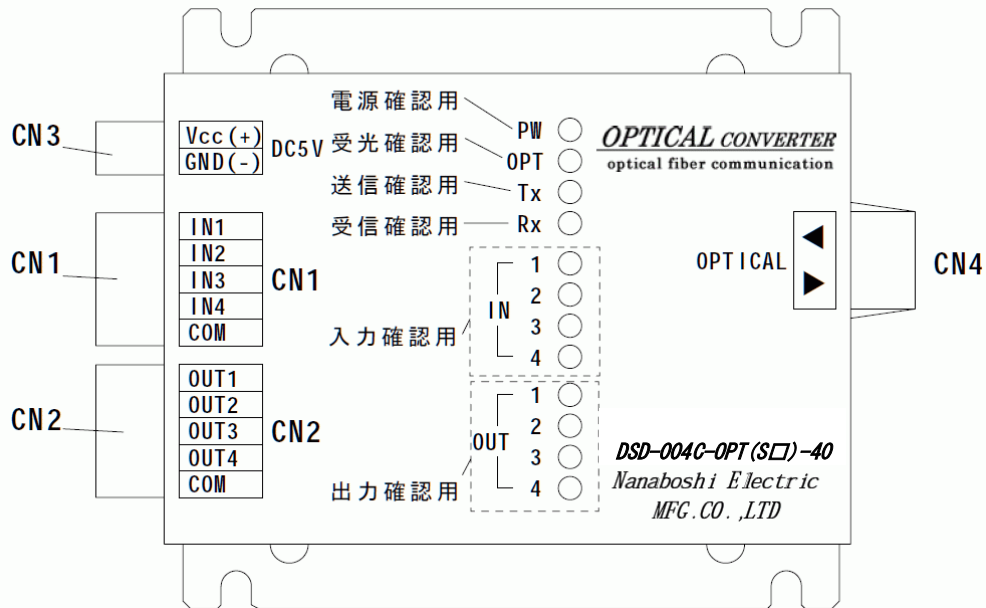 CN3
Vcc(+)
GND(-)
DC5V
CN1
IN1
IN2
IN3
IN4
COM
CN1
CN2
OUT1
OUT2
OUT3
OUT4
COM
CN2
電源確認用
PW
受光確認用
OPT
送信確認用
Tx
受信確認用
Rx
入力確認用
IN
1
2
3
4
出力確認用
OUT
1
2
3
4
OPTICAL CONVERTER
optical fiber communication
OPTICAL
◀
▶
CN4
DSD-004C-OPT(S□)-40
Nanaboshi Electric
MFG.CO.,LTD